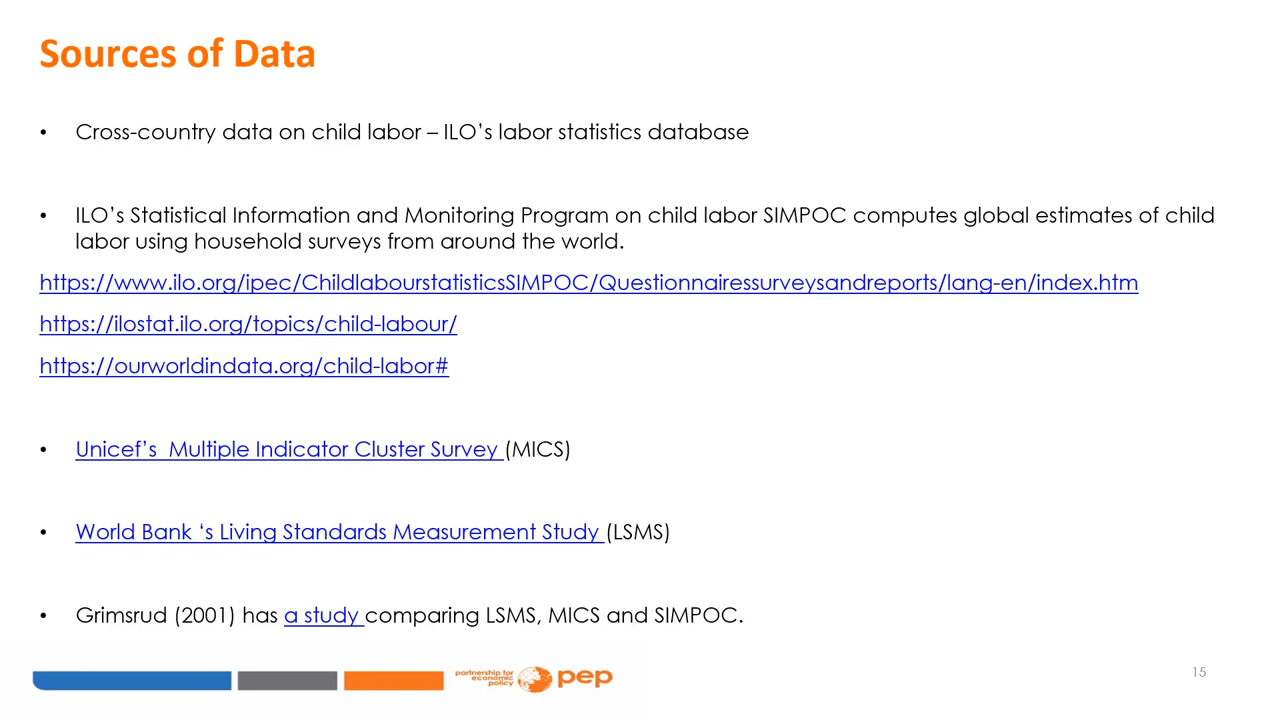 Sources of Data
• Cross-country data on child labor – ILO’s labor statistics database
• ILO’s Statistical Information and Monitoring Program on child labor SIMPOC computes global estimates of child
labor using household surveys from around the world.
https://www.ilo.org/ipec/ChildlabourstatisticsSIMPOC/Questionnairessurveysandreports/lang-en/index.htm
https://ilostat.ilo.org/topics/child-labour/
https://ourworldindata.org/child-labor#
• Unicef’s  Multiple Indicator Cluster Survey (MICS)
• World Bank ‘s Living Standards Measurement Study (LSMS)
• Grimsrud (2001) has a study comparing LSMS, MICS and SIMPOC.
partnership for
economic
policy
pep
15